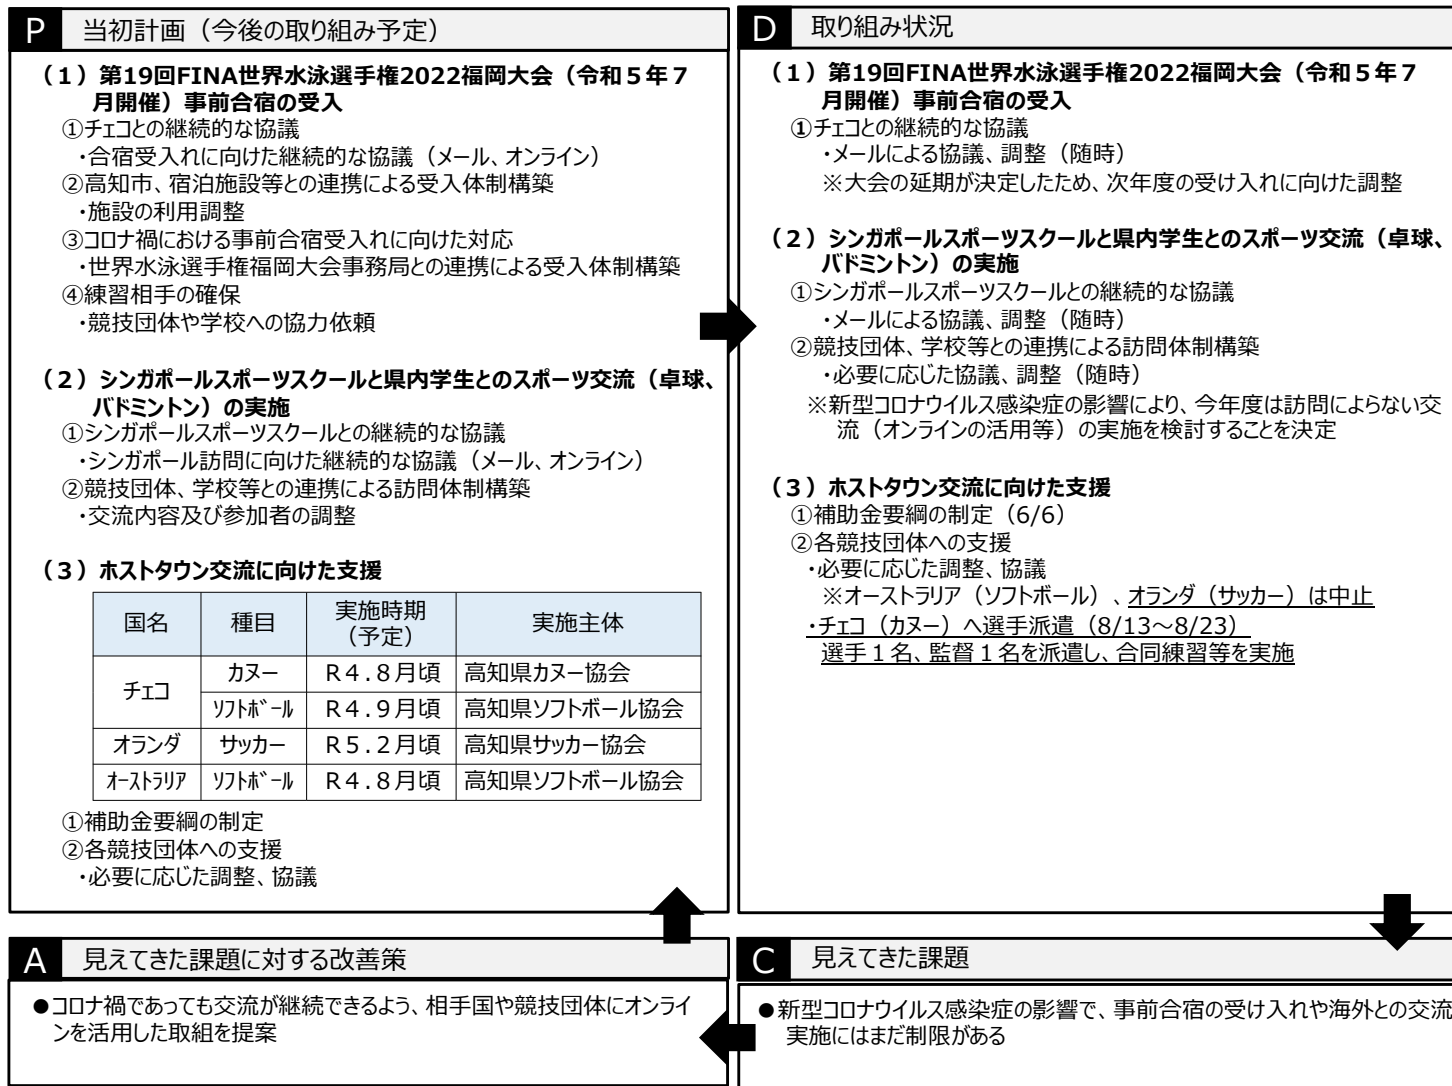 P 当初計画（今後の取り組み予定）
（１）第19回FINA世界水泳選手権2022福岡大会（令和５年７
月開催）事前合宿の受入
①チェコとの継続的な協議
・合宿受入れに向けた継続的な協議（メール、オンライン）
②高知市、宿泊施設等との連携による受入体制構築
・施設の利用調整
③コロナ禍における事前合宿受入れに向けた対応
・世界水泳選手権福岡大会事務局との連携による受入体制構築
④練習相手の確保
・競技団体や学校への協力依頼
（２）シンガポールスポーツスクールと県内学生とのスポーツ交流（卓球、
バドミントン）の実施
①シンガポールスポーツスクールとの継続的な協議
・シンガポール訪問に向けた継続的な協議（メール、オンライン）
②競技団体、学校等との連携による訪問体制構築
・交流内容及び参加者の調整
（３）ホストタウン交流に向けた支援
国名 種目 実施時期（予定） 実施主体
チェコ カヌー Ｒ４.８月頃 高知県カヌー協会
ｿﾌﾄﾎﾞｰﾙ Ｒ４.９月頃 高知県ソフトボール協会
オランダ サッカー Ｒ５.２月頃 高知県サッカー協会
ｵｰｽﾄﾗﾘｱ ｿﾌﾄﾎﾞｰﾙ Ｒ４.８月頃 高知県ソフトボール協会
①補助金要綱の制定
②各競技団体への支援
・必要に応じた調整、協議
D 取り組み状況
（１）第19回FINA世界水泳選手権2022福岡大会（令和５年７
月開催）事前合宿の受入
①チェコとの継続的な協議
・メールによる協議、調整（随時）
※大会の延期が決定したため、次年度の受け入れに向けた調整
（２）シンガポールスポーツスクールと県内学生とのスポーツ交流（卓球、
バドミントン）の実施
①シンガポールスポーツスクールとの継続的な協議
・メールによる協議、調整（随時）
②競技団体、学校等との連携による訪問体制構築
・必要に応じた協議、調整（随時）
※新型コロナウイルス感染症の影響により、今年度は訪問によらない交
流（オンラインの活用等）の実施を検討することを決定
（３）ホストタウン交流に向けた支援
①補助金要綱の制定（6/6）
②各競技団体への支援
・必要に応じた調整、協議
※オーストラリア（ソフトボール）、オランダ（サッカー）は中止
・チェコ（カヌー）へ選手派遣（8/13～8/23）
選手１名、監督１名を派遣し、合同練習等を実施
A 見えてきた課題に対する改善策
●コロナ禍であっても交流が継続できるよう、相手国や競技団体にオンライ
ンを活用した取組を提案
C 見えてきた課題
●新型コロナウイルス感染症の影響で、事前合宿の受け入れや海外との交流
実施にはまだ制限がある